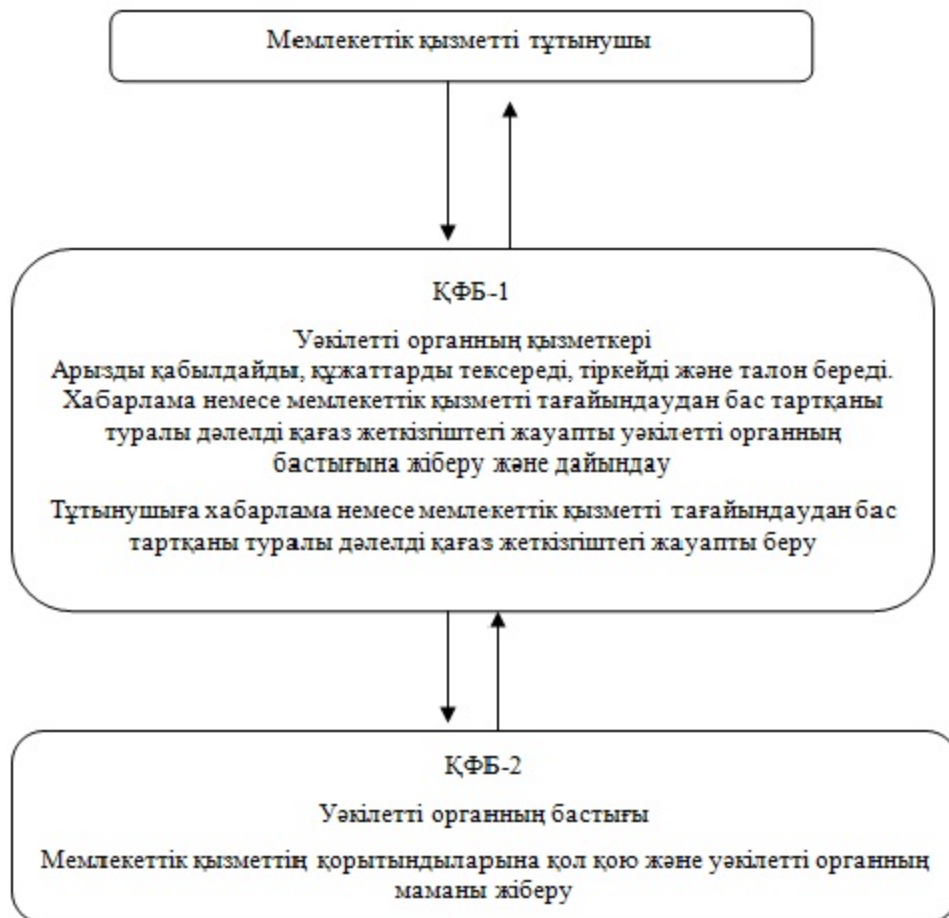 Мемлекеттік қызметті тұтынушы
ҚФБ-1
Уәкілетті органның қызметкері
Арызды қабылдайды, құжаттарды тексереді, тіркейді және талон береді.
Хабарлама немесе мемлекеттік қызметті тағайындаудан бас тартқаны
туралы дәлелді қағаз жеткізгіштегі жауапты уәкілетті органның
бастығына жіберу және дайындау
Тұтынушыға хабарлама немесе мемлекеттік қызметті тағайындаудан бас
тартқаны туралы дәлелді қағаз жеткізгіштегі жауапты беру
ҚФБ-2
Уәкілетті органның бастығы
Мемлекеттік қызметтің қорытындыларына қол қою және уәкілетті органның
маманы жіберу